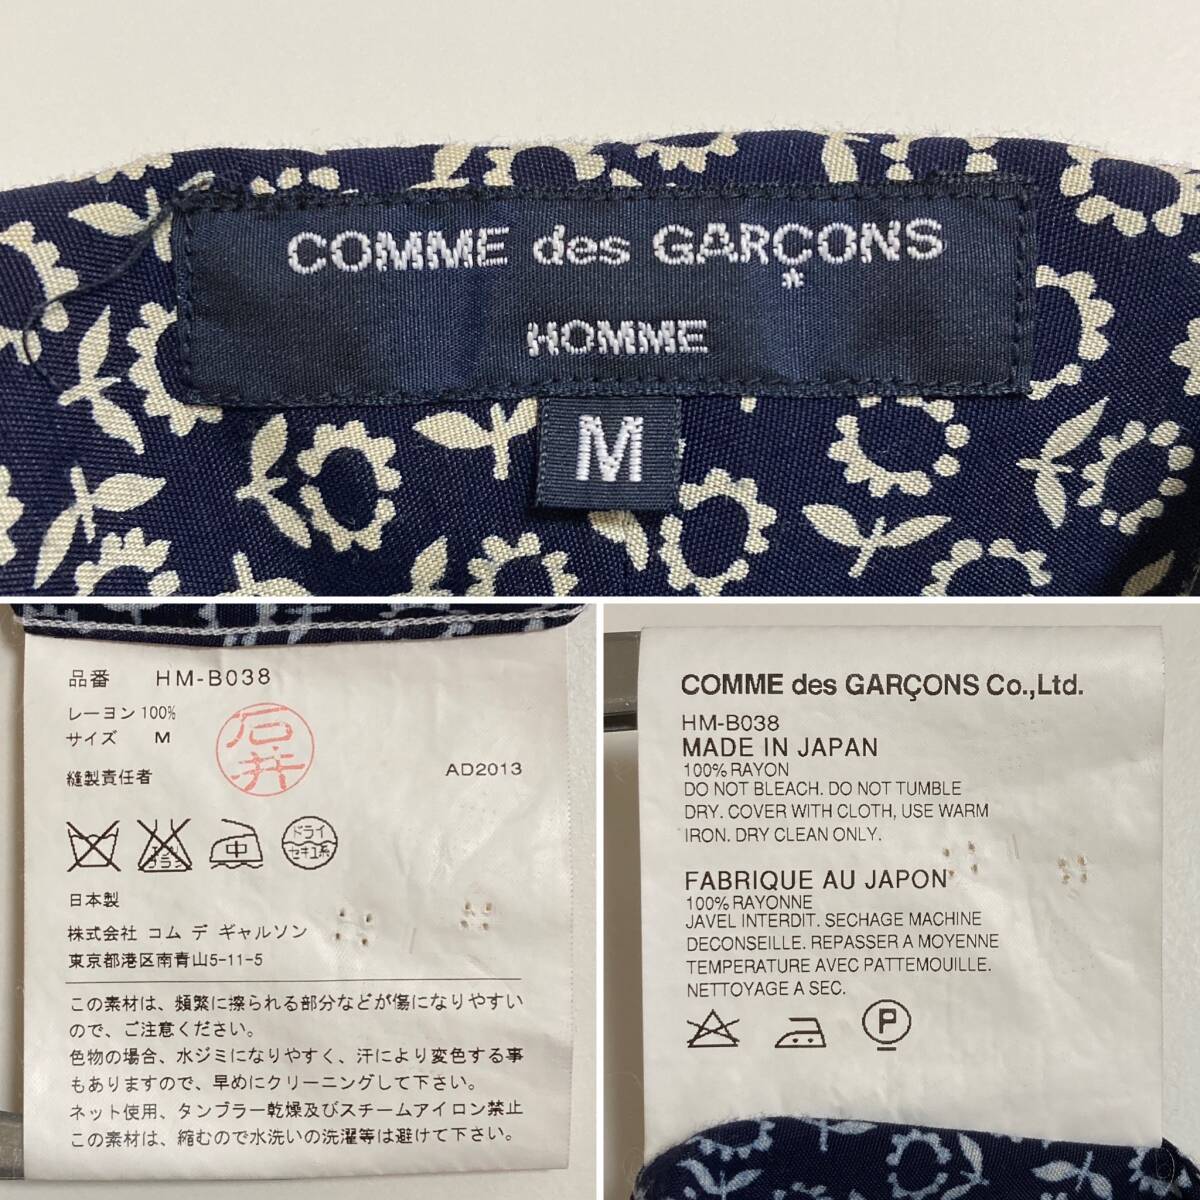 COMME des GARÇONS
HOMME
M
品番 HM-B038
レーヨン 100%
サイズ M
石井
縫製責任者
AD2013
中
ドライ
セキユ系
日本製
株式会社 コム デ ギャルソン
東京都港区南青山5-11-5
この素材は、頻繁に擦られる部分などが傷になりやすい
ので、ご注意ください。
色物の場合、水ジミになりやすく、汗により変色する事
もありますので、早めにクリーニングして下さい。
ネット使用、タンブラー乾燥及びスチームアイロン禁止
この素材は、縮むので水洗いの洗濯等は避けて下さい。
COMME des GARÇONS Co.,Ltd.
HM-B038
MADE IN JAPAN
100% RAYON
DO NOT BLEACH. DO NOT TUMBLE
DRY. COVER WITH CLOTH, USE WARM
IRON. DRY CLEAN ONLY.
FABRIQUE AU JAPON
100% RAYONNE
JAVEL INTERDIT. SECHAGE MACHINE
DECONSEILLE. REPASSER A MOYENNE
TEMPERATURE AVEC PATTEMOUILLE.
NETTOYAGE A SEC.
P